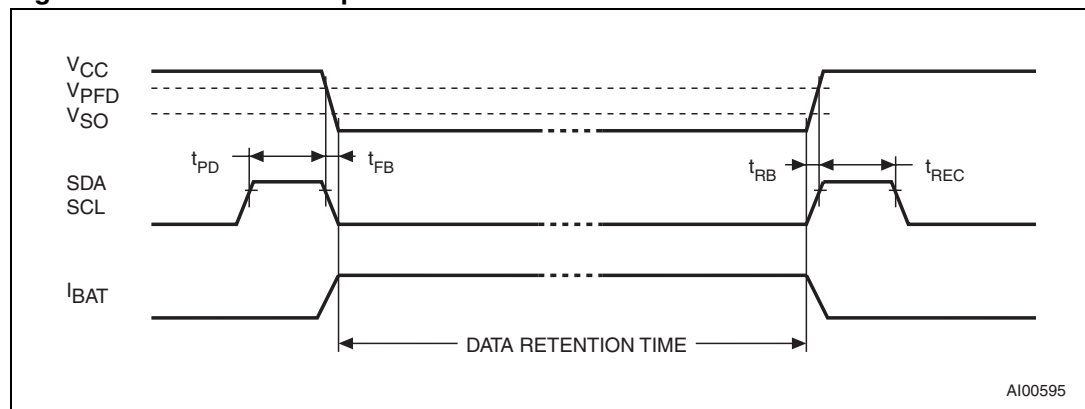 VCC
VPFD
VSO
tPD
tFB
tRB
tREC
SDA
SCL
IBAT
DATA RETENTION TIME
AI00595